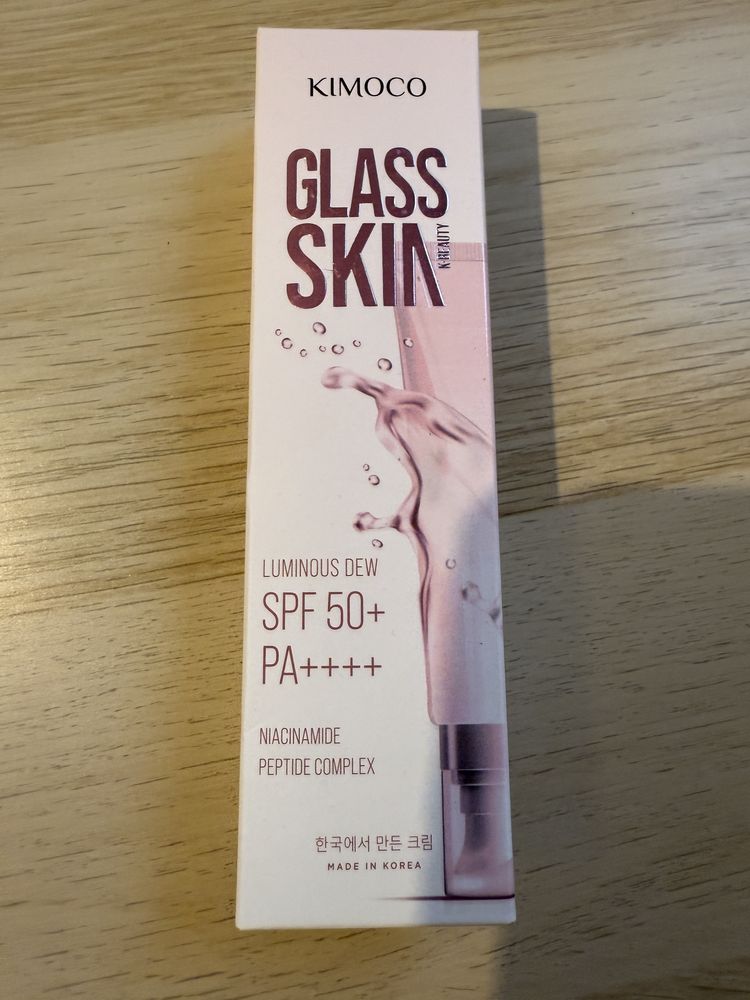 KIMOCO
GLASS
SKIN
K-BEAUTY
LUMINOUS DEW
SPF 50+
PA++++
NIACINAMIDE
PEPTIDE COMPLEX
한국에서 만든 크림
MADE IN KOREA